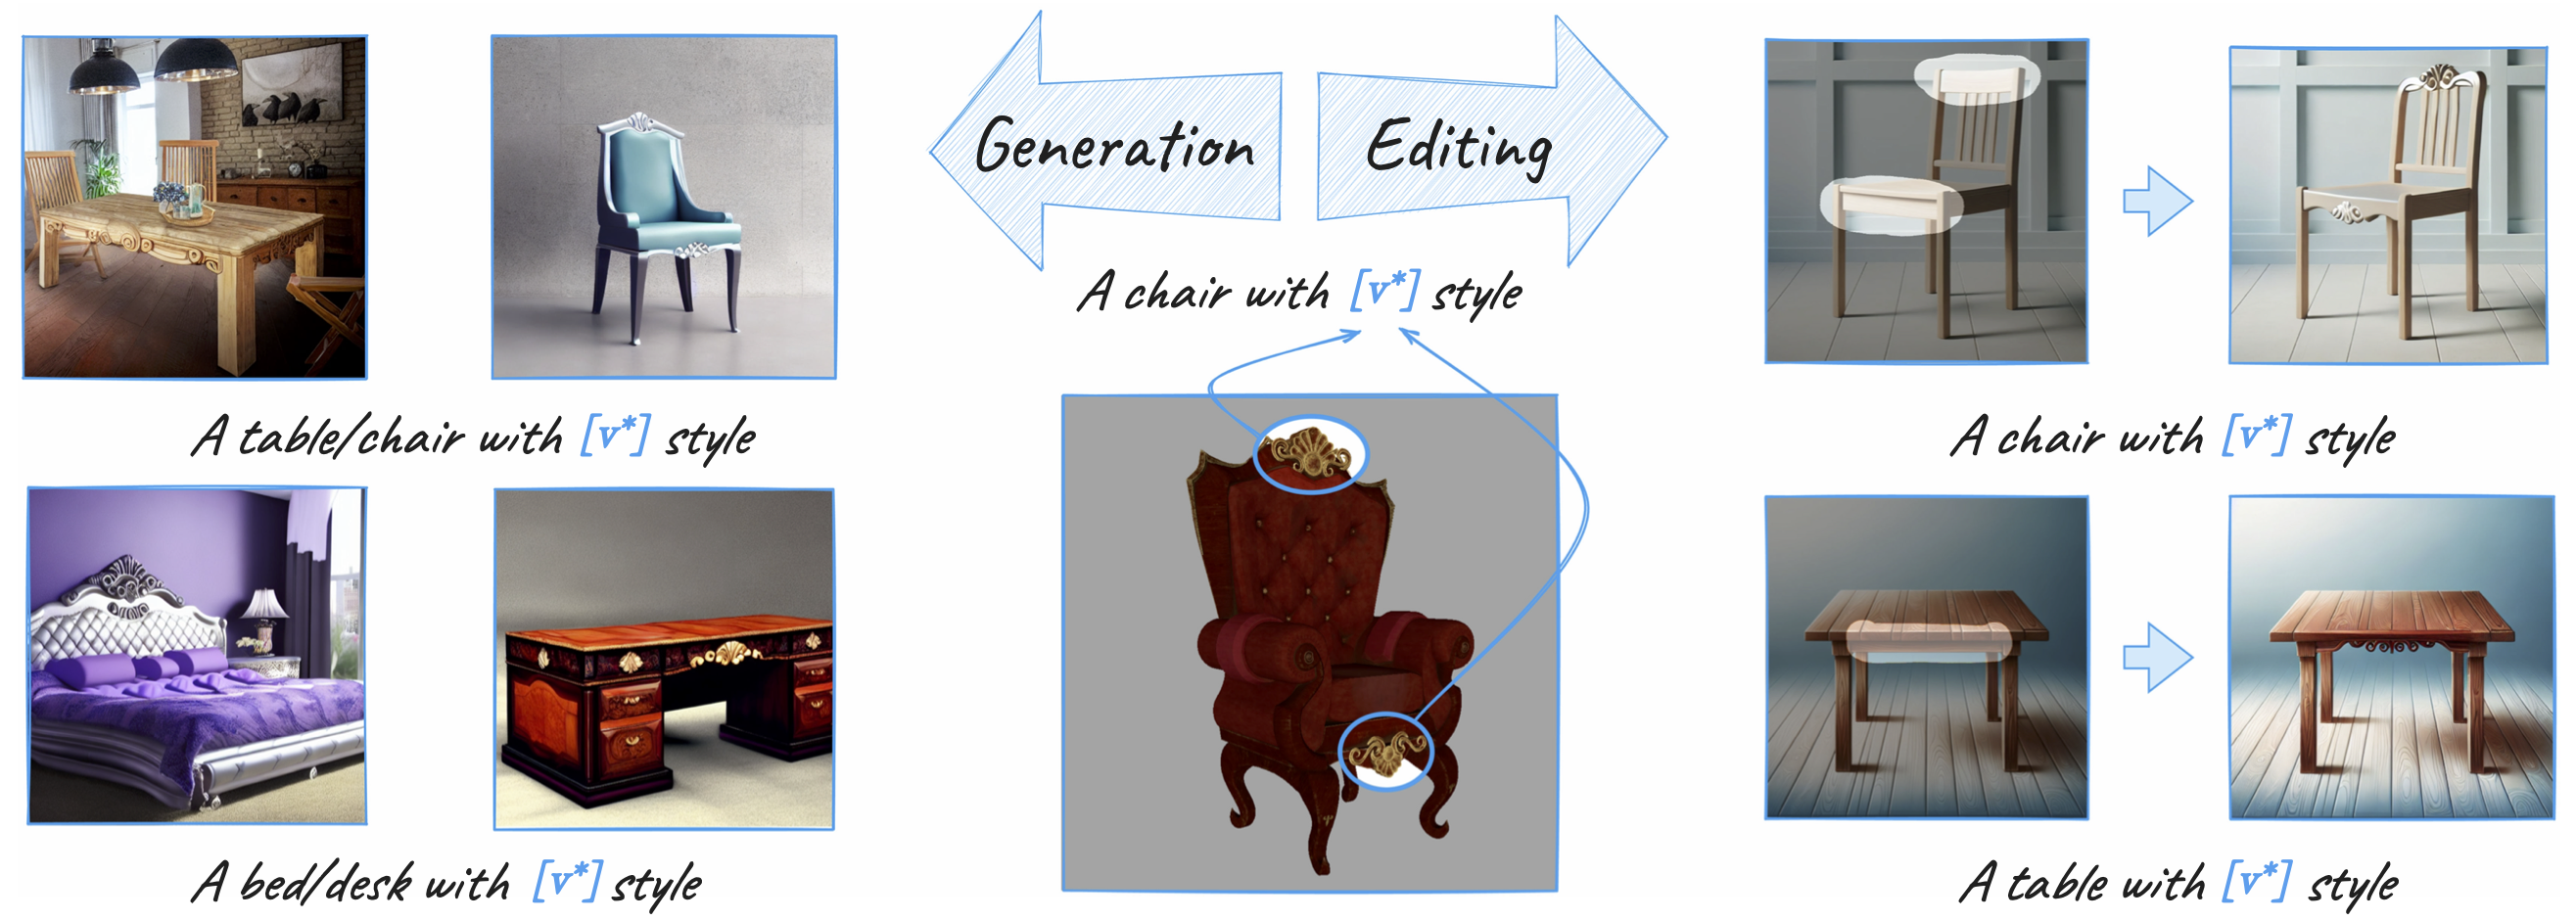 Generation
Editing
A chair with [v*] style
A table/chair with [v*] style
A chair with [v*] style
A bed/desk with [v*] style
A table with [v*] style